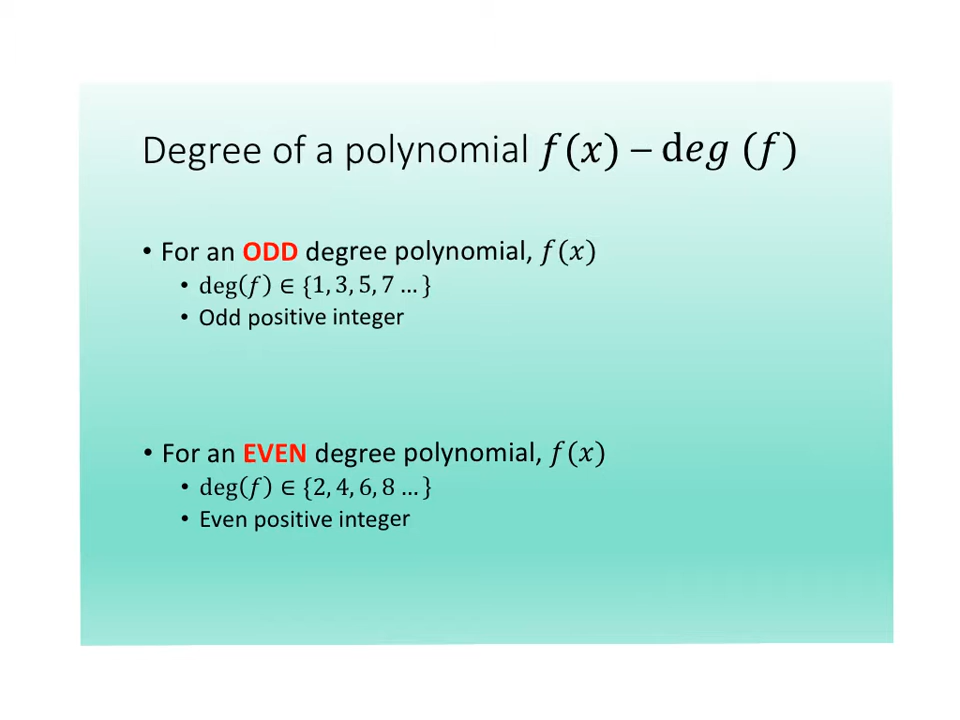 Degree of a polynomial f(x) – deg (f)
• For an ODD degree polynomial, f(x)
• deg(f) ∈ {1, 3, 5, 7 … }
• Odd positive integer
• For an EVEN degree polynomial, f(x)
• deg(f) ∈ {2, 4, 6, 8 … }
• Even positive integer